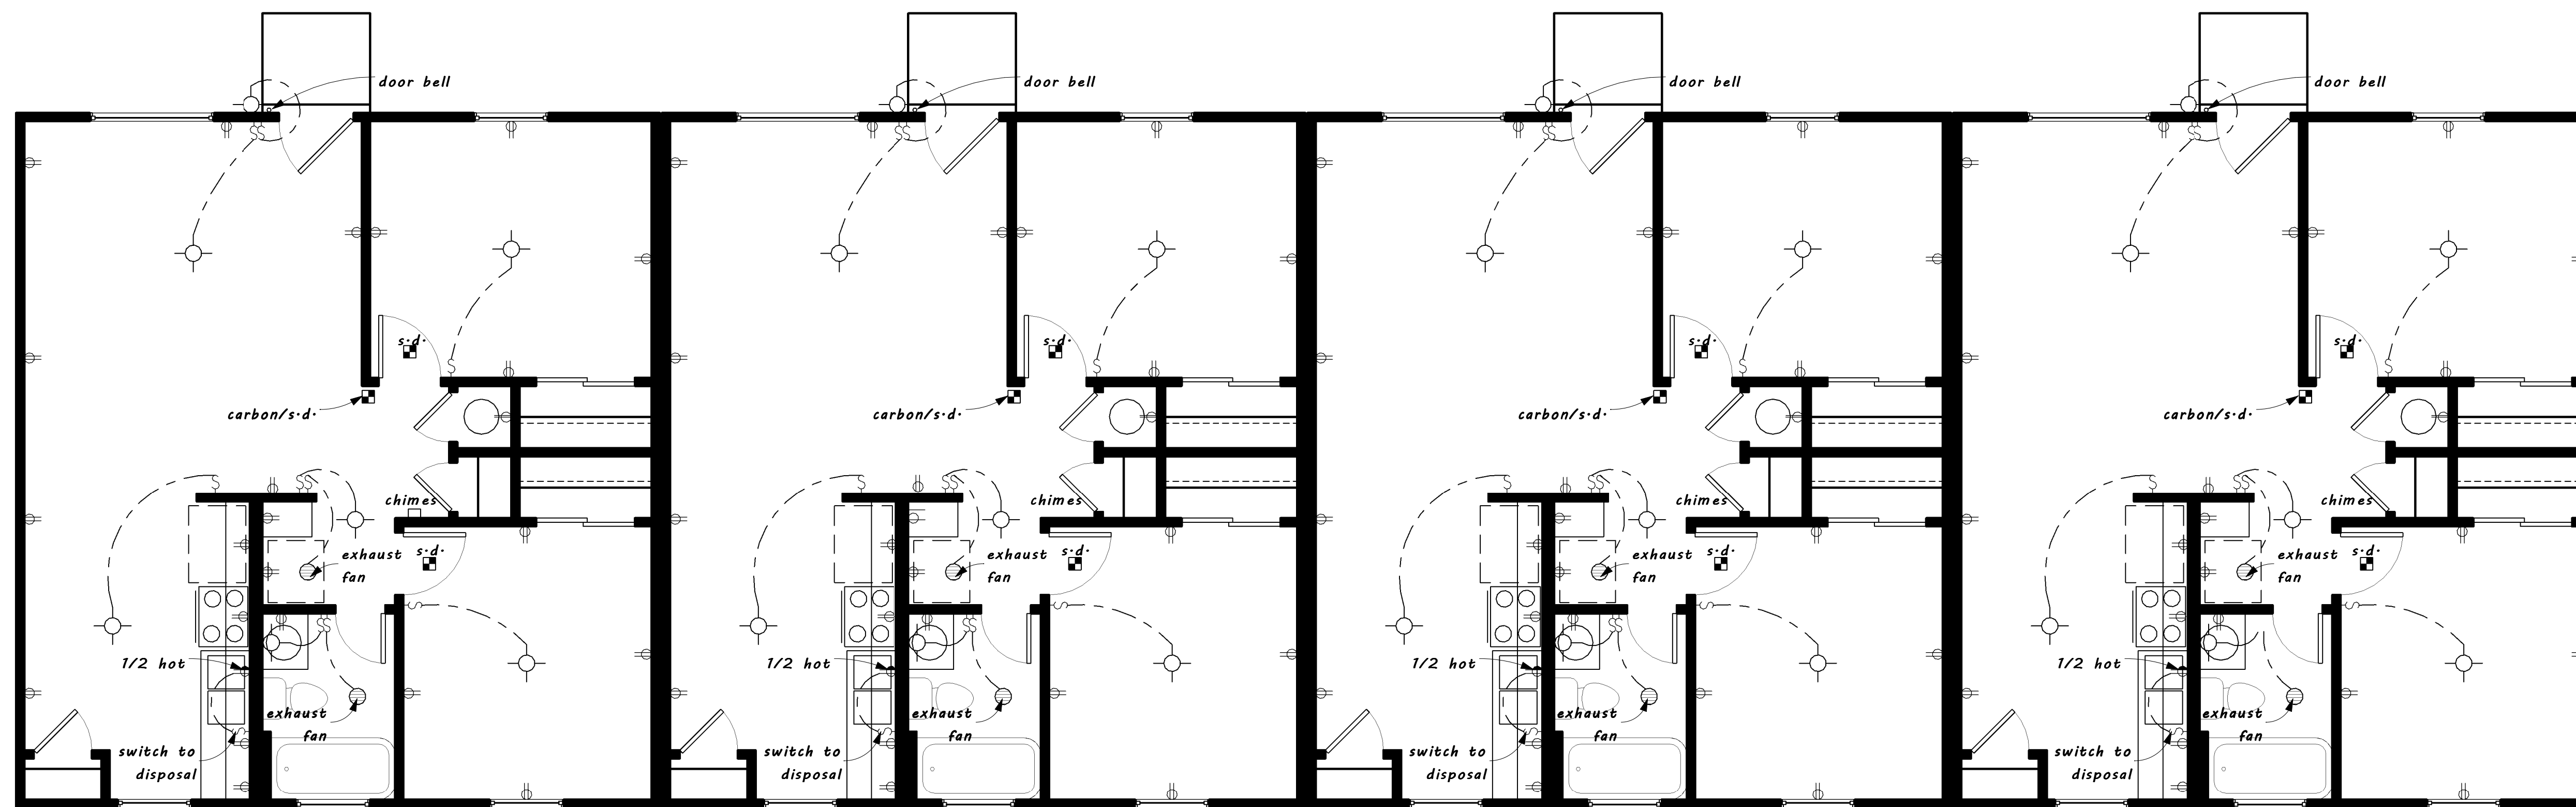 door bell
s.d.
carbon/s.d.
chimes
exhaust
fan
s.d.
1/2 hot
exhaust
fan
switch to
disposal
door bell
s.d.
carbon/s.d.
chimes
exhaust
fan
s.d.
1/2 hot
exhaust
fan
switch to
disposal
door bell
s.d.
carbon/s.d.
chimes
exhaust
fan
s.d.
1/2 hot
exhaust
fan
switch to
disposal
door bell
s.d.
carbon/s.d.
chimes
exhaust
fan
s.d.
1/2 hot
exhaust
fan
switch to
disposal